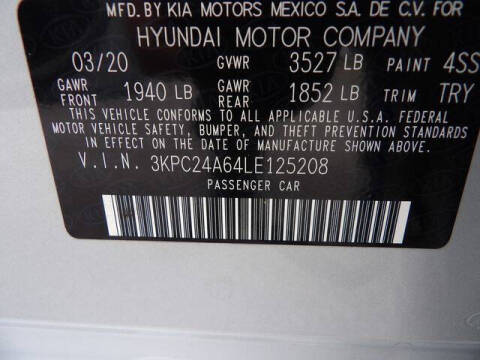 MFD. BY KIA MOTORS MEXICO S.A. DE C.V. FOR
HYUNDAI MOTOR COMPANY
03/20 GVWR 3527 LB PAINT 4SS
GAWR FRONT 1940 LB GAWR REAR 1852 LB TRIM TRY
THIS VEHICLE CONFORMS TO ALL APPLICABLE U.S.A. FEDERAL
MOTOR VEHICLE SAFETY, BUMPER, AND THEFT PREVENTION STANDARDS
IN EFFECT ON THE DATE OF MANUFACTURE SHOWN ABOVE.
V.I.N. 3KPC24A64LE125208
PASSENGER CAR